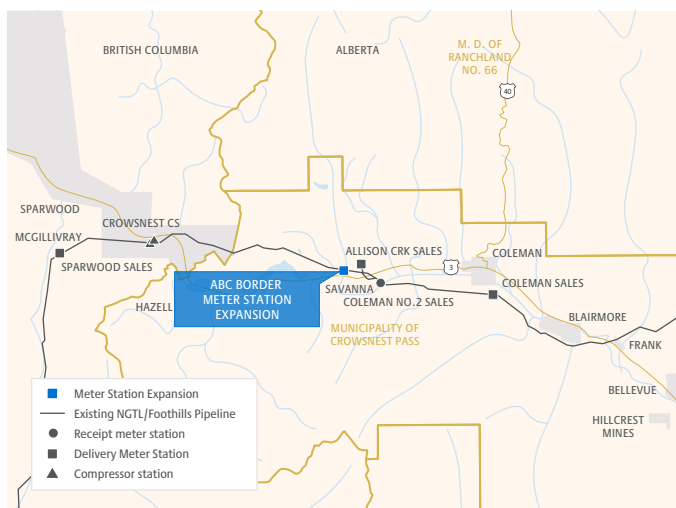 BRITISH COLUMBIA
ALBERTA
M. D. OF
RANCHLAND
NO. 66
40
SPARWOOD
CROWSNEST CS
MCGILLIVRAY
SPARWOOD SALES
ALLISON CRK SALES
3
COLEMAN
HAZELL
ABC BORDER
METER STATION
EXPANSION
SAVANNA
COLEMAN NO.2 SALES
COLEMAN SALES
MUNICIPALITY OF
CROWSNEST PASS
BLAIRMORE
FRANK
BELLEVUE
HILLCREST
MINES
Meter Station Expansion
Existing NGTL/Foothills Pipeline
Receipt meter station
Delivery Meter Station
Compressor station